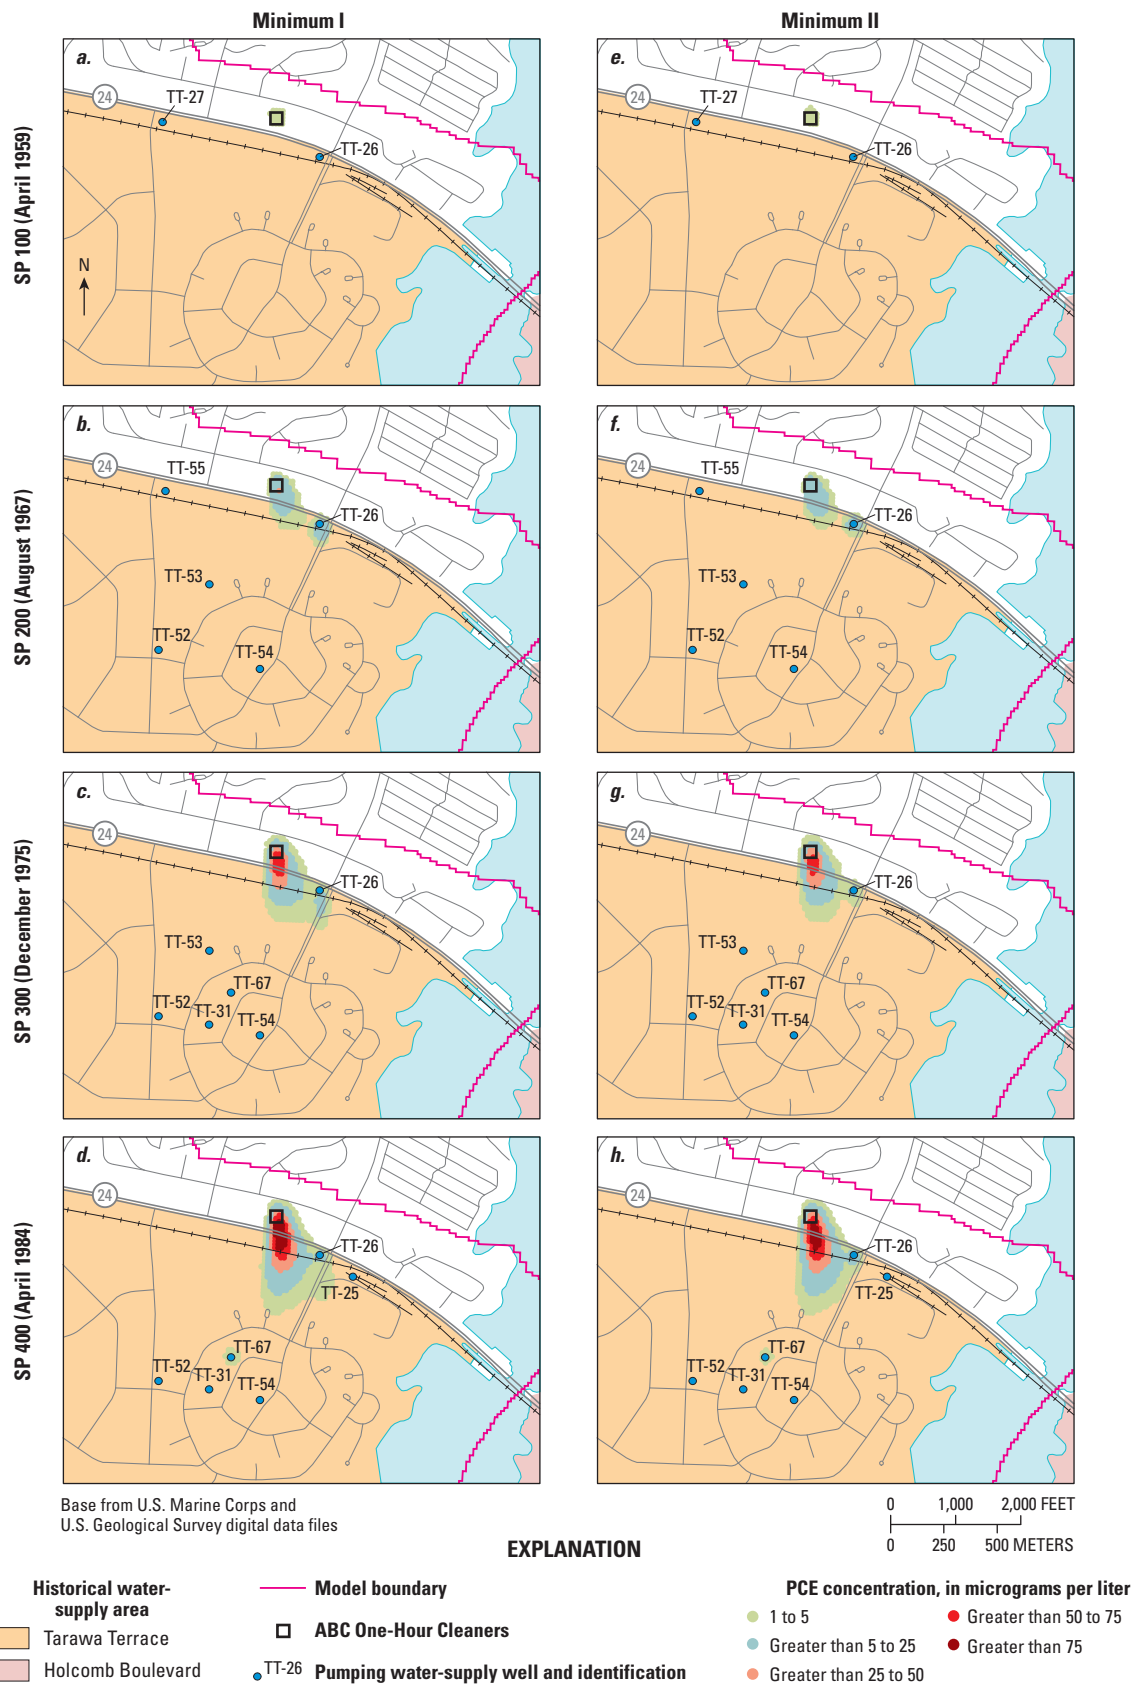 Minimum I
Minimum II
SP 100 (April 1959)
a.
24
TT-27
TT-26
N
e.
24
TT-27
TT-26
SP 200 (August 1967)
b.
24
TT-55
TT-26
TT-53
TT-52
TT-54
f.
24
TT-55
TT-26
TT-53
TT-52
TT-54
SP 300 (December 1975)
c.
24
TT-26
TT-53
TT-67
TT-52
TT-31
TT-54
g.
24
TT-26
TT-53
TT-67
TT-52
TT-31
TT-54
SP 400 (April 1984)
d.
24
TT-26
TT-25
TT-67
TT-52
TT-31
TT-54
h.
24
TT-26
TT-25
TT-67
TT-52
TT-31
TT-54
Base from U.S. Marine Corps and
U.S. Geological Survey digital data files
0 1,000 2,000 FEET
0 250 500 METERS
EXPLANATION
Historical water-
supply area
Tarawa Terrace
Holcomb Boulevard
Model boundary
ABC One-Hour Cleaners
TT-26 Pumping water-supply well and identification
PCE concentration, in micrograms per liter
1 to 5
Greater than 5 to 25
Greater than 25 to 50
Greater than 50 to 75
Greater than 75